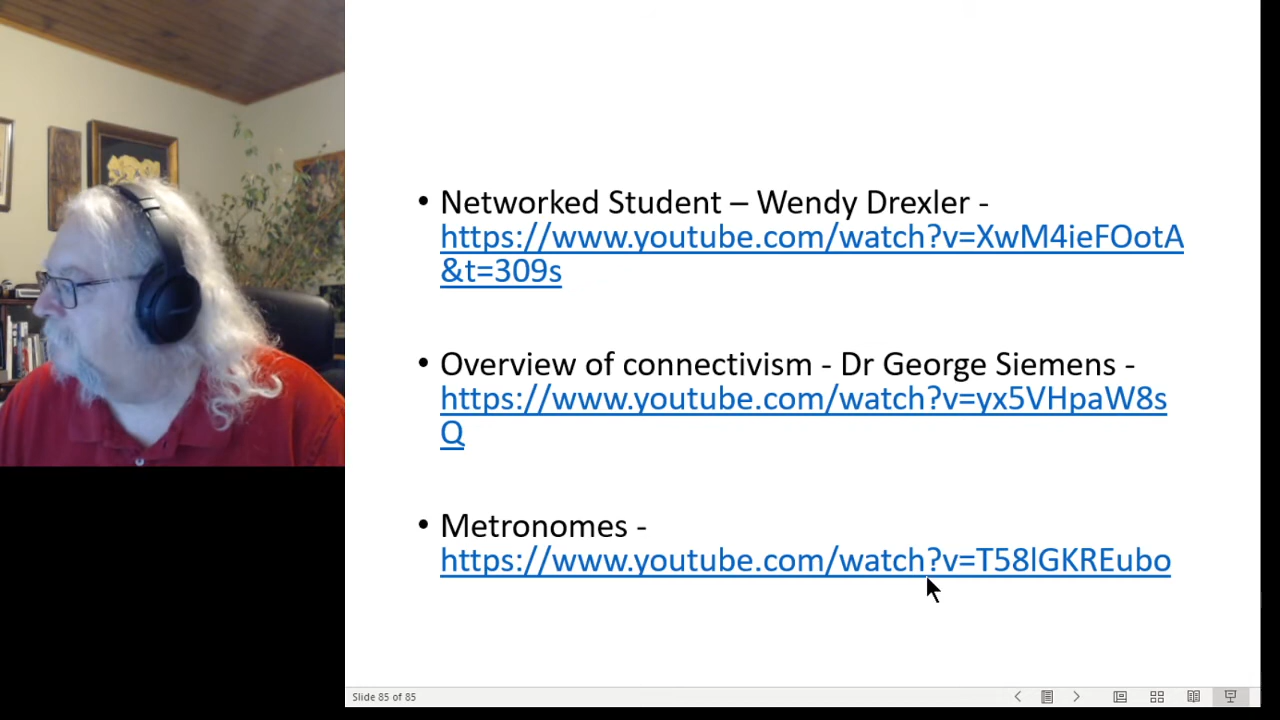 • Networked Student – Wendy Drexler -
https://www.youtube.com/watch?v=XwM4ieFOotA
&t=309s
• Overview of connectivism - Dr George Siemens -
https://www.youtube.com/watch?v=yx5VHpaW8s
Q
• Metronomes -
https://www.youtube.com/watch?v=T58lGKREubo
Slide 85 of 85